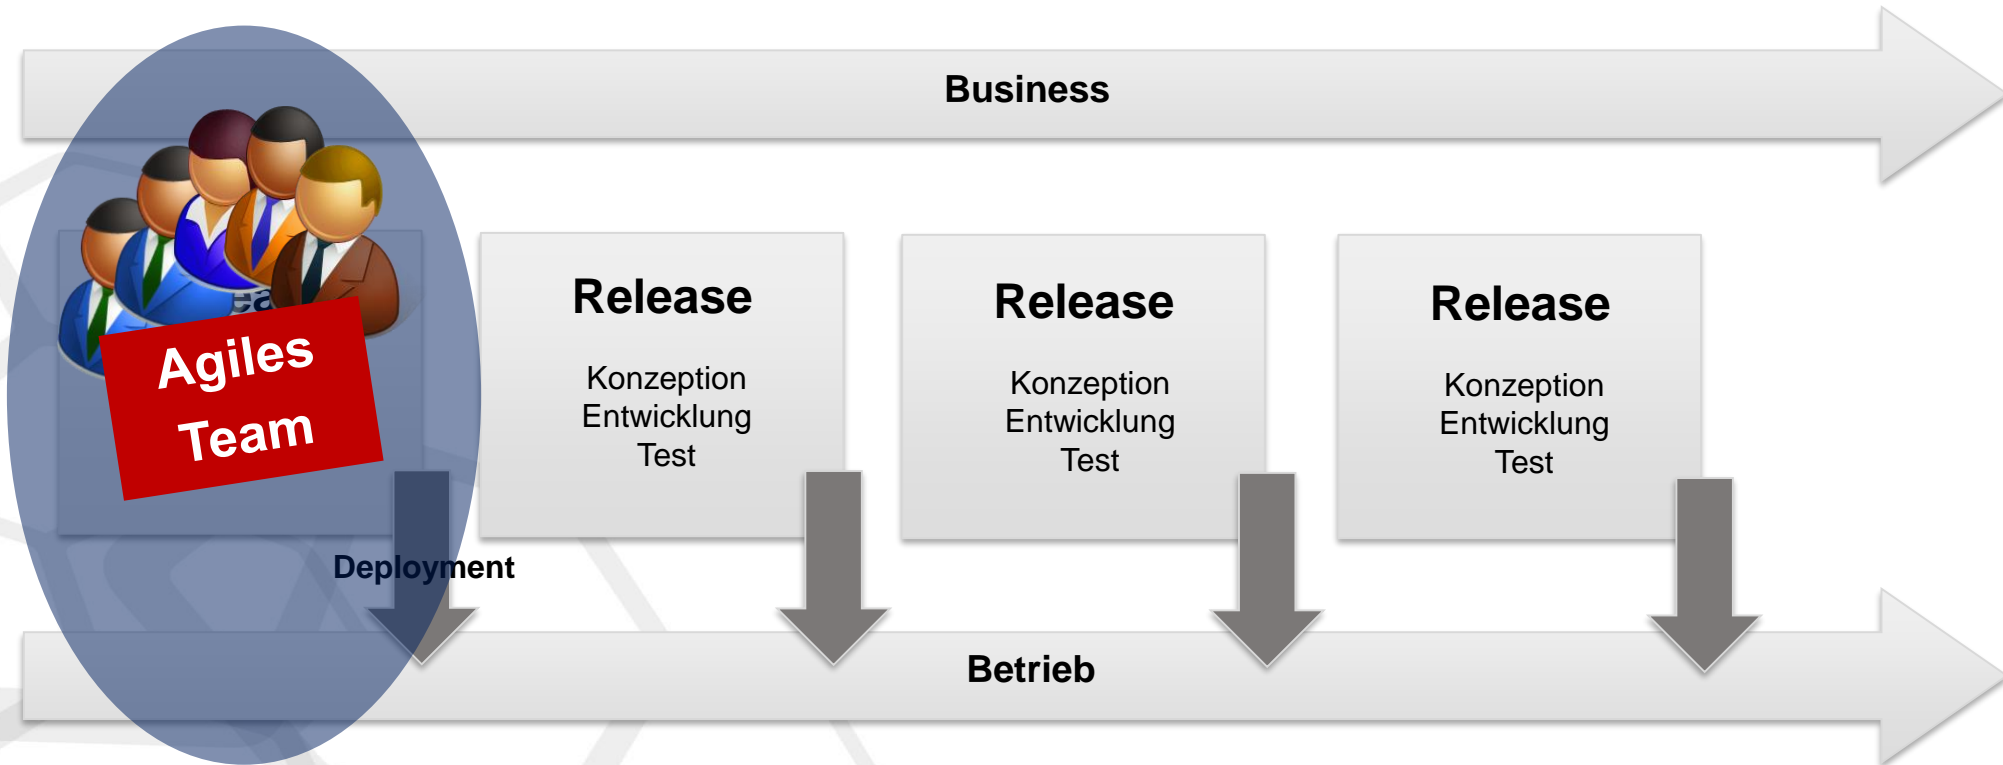 Business
Agiles
Team
Release
Konzeption
Entwicklung
Test
Release
Konzeption
Entwicklung
Test
Release
Konzeption
Entwicklung
Test
Deployment
Betrieb